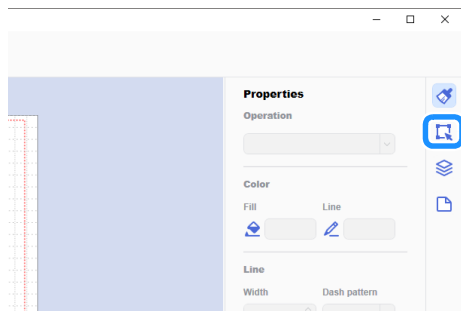 Properties
Operation
Color
Fill Line
Line
Width Dash pattern